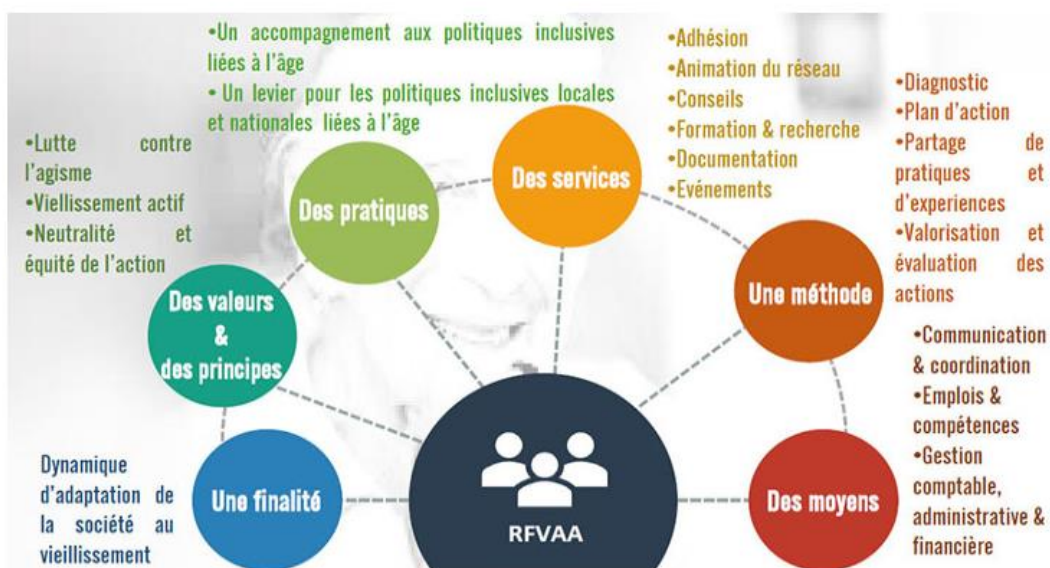 •Un accompagnement aux politiques inclusives
liées à l'âge
• Un levier pour les politiques inclusives locales
et nationales liées à l'âge
•Adhésion
•Animation du réseau
•Conseils
•Formation & recherche
•Documentation
•Evénements
•Diagnostic
•Plan d'action
•Partage de
pratiques et
d'experiences
•Valorisation et
évaluation des
actions
•Lutte contre
l'agisme
•Viellissement actif
•Neutralité et
équité de l'action
Des pratiques
Des services
Une méthode
Des valeurs
&
des principes
•Communication
& coordination
•Emplois &
compétences
•Gestion
comptable,
administrative &
financière
Dynamique
d'adaptation de
la société au
vieillissement
Une finalité
RFVAA
Des moyens